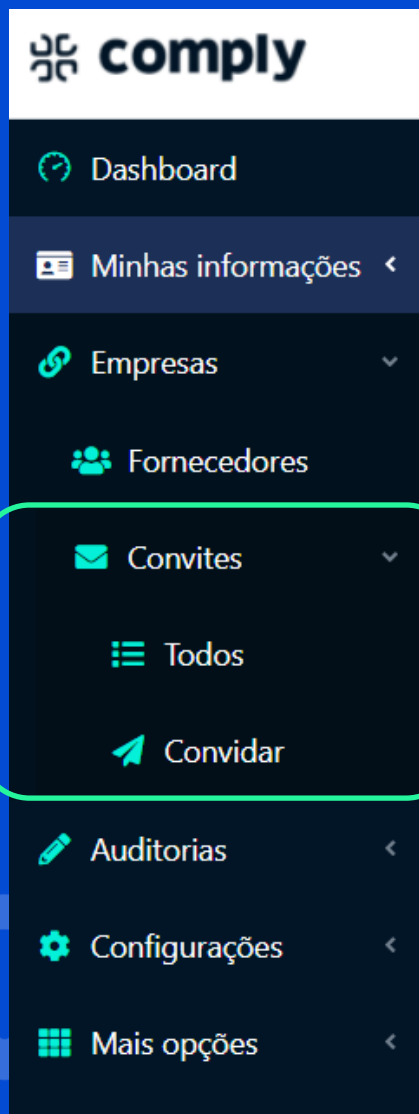 comply
Dashboard
Minhas informações
Empresas
Fornecedores
Convites
Todos
Convidar
Auditorias
Configurações
Mais opções